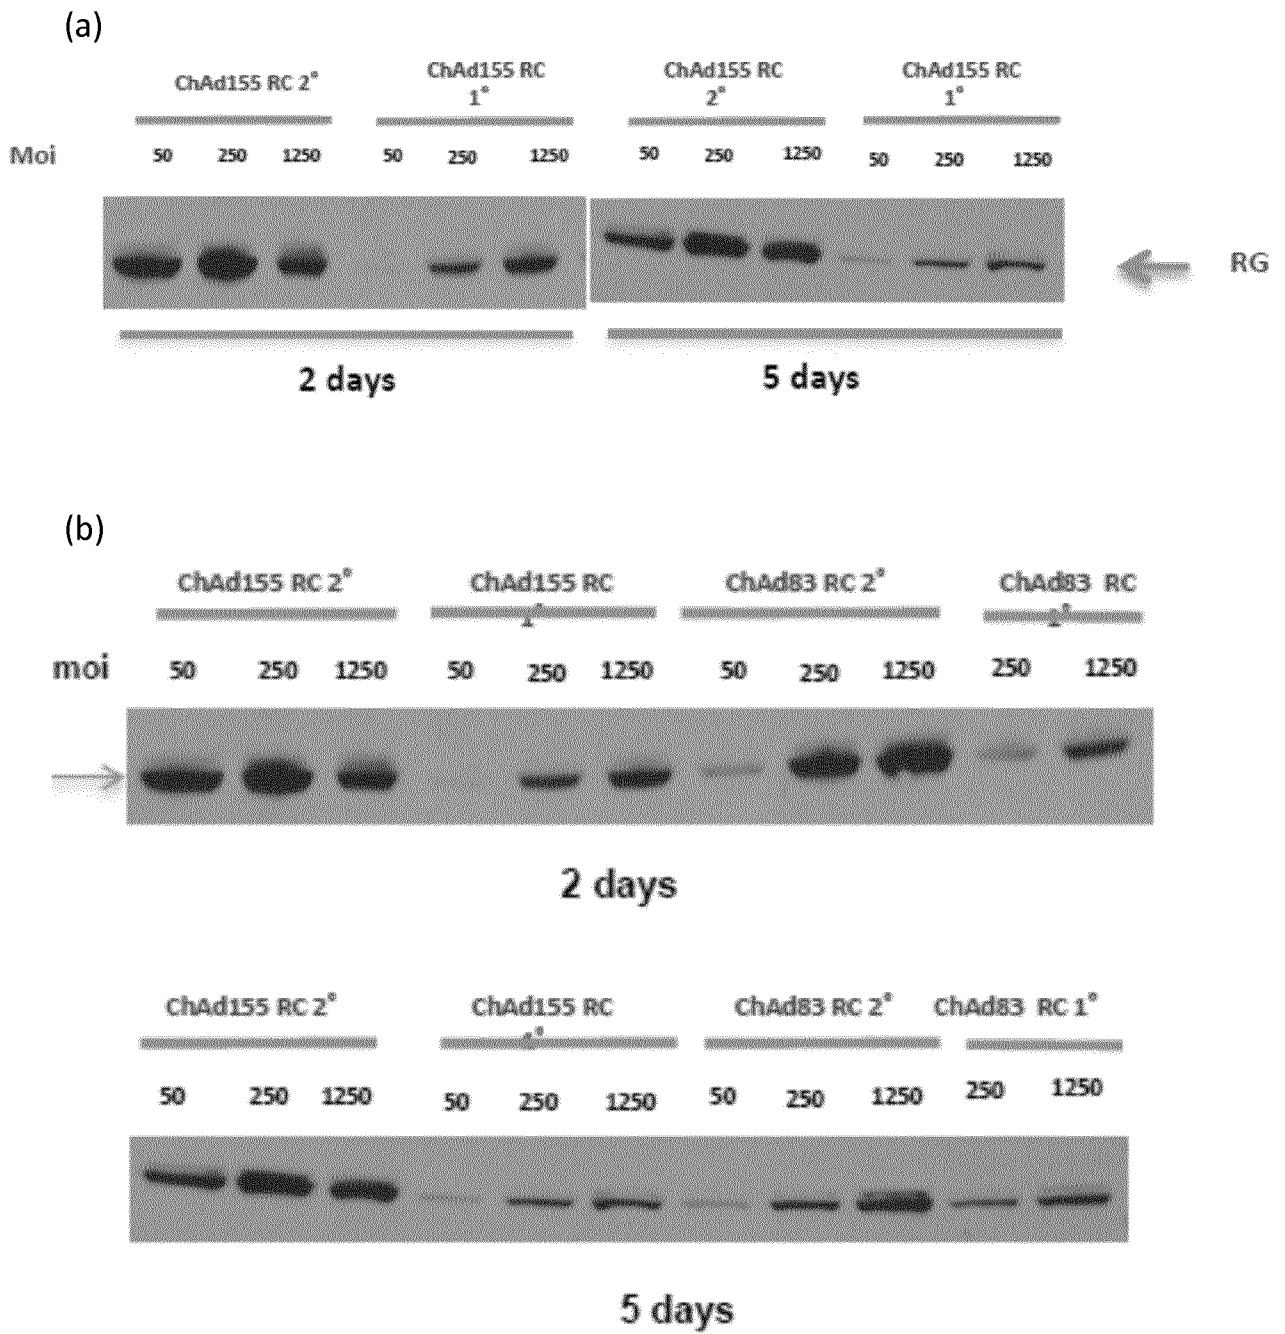 (a)
ChAd155 RC 2° ChAd155 RC 1° ChAd155 RC 2° ChAd155 RC 1°
Moi 50 250 1250 50 250 1250 50 250 1250 50 250 1250
RG
2 days 5 days
(b)
ChAd155 RC 2° ChAd155 RC 1° ChAd83 RC 2° ChAd83 RC 1°
moi 50 250 1250 50 250 1250 50 250 1250 250 1250
2 days
ChAd155 RC 2° ChAd155 RC 1° ChAd83 RC 2° ChAd83 RC 1°
50 250 1250 50 250 1250 50 250 1250 250 1250
5 days